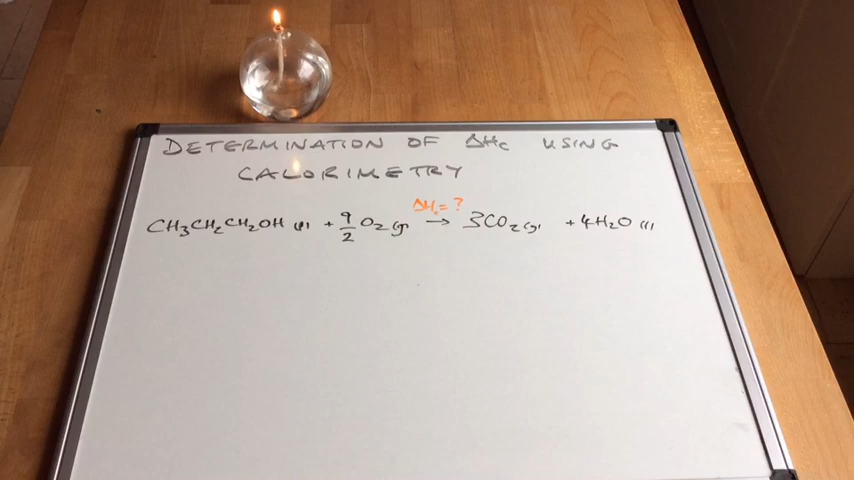 DETERMINATION OF ΔHc USING
CALORIMETRY
ΔHc = ?
CH3CH2CH2OH (l) + 9/2 O2 (g) → 3CO2 (g) + 4H2O (l)